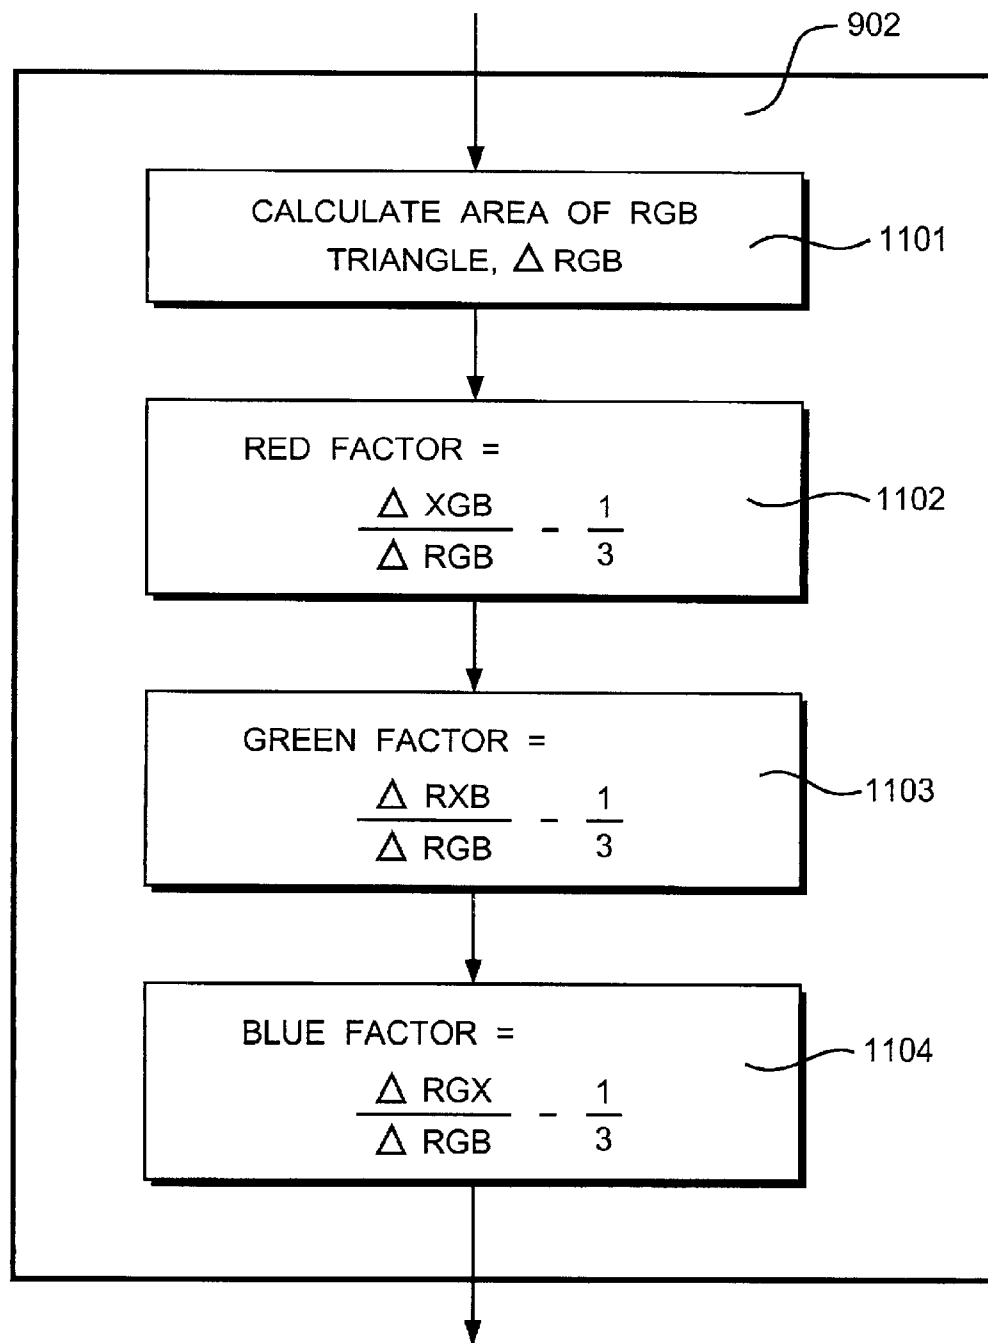 902
CALCULATE AREA OF RGB
TRIANGLE, Δ RGB
1101
RED FACTOR =
Δ XGB
Δ RGB
- 1
3
1102
GREEN FACTOR =
Δ RXB
Δ RGB
- 1
3
1103
BLUE FACTOR =
Δ RGX
Δ RGB
- 1
3
1104